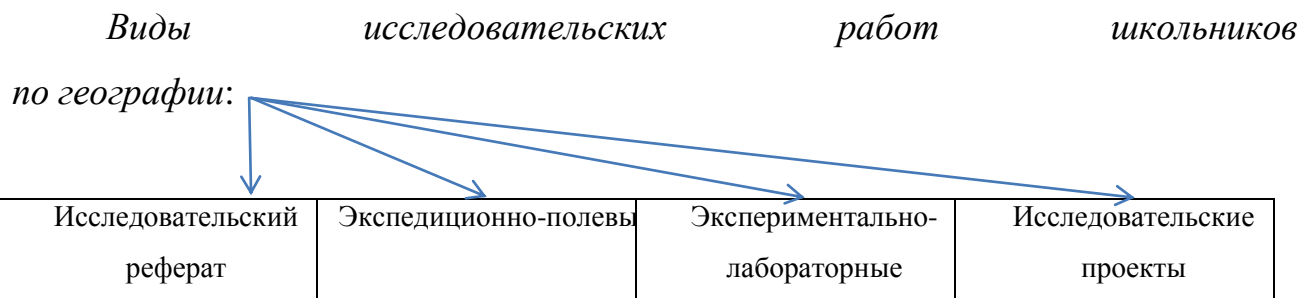 Виды исследовательских работ школьников
по географии:
Исследовательский
реферат
Экспедиционно-полевы
Экспериментально-
лабораторные
Исследовательские
проекты